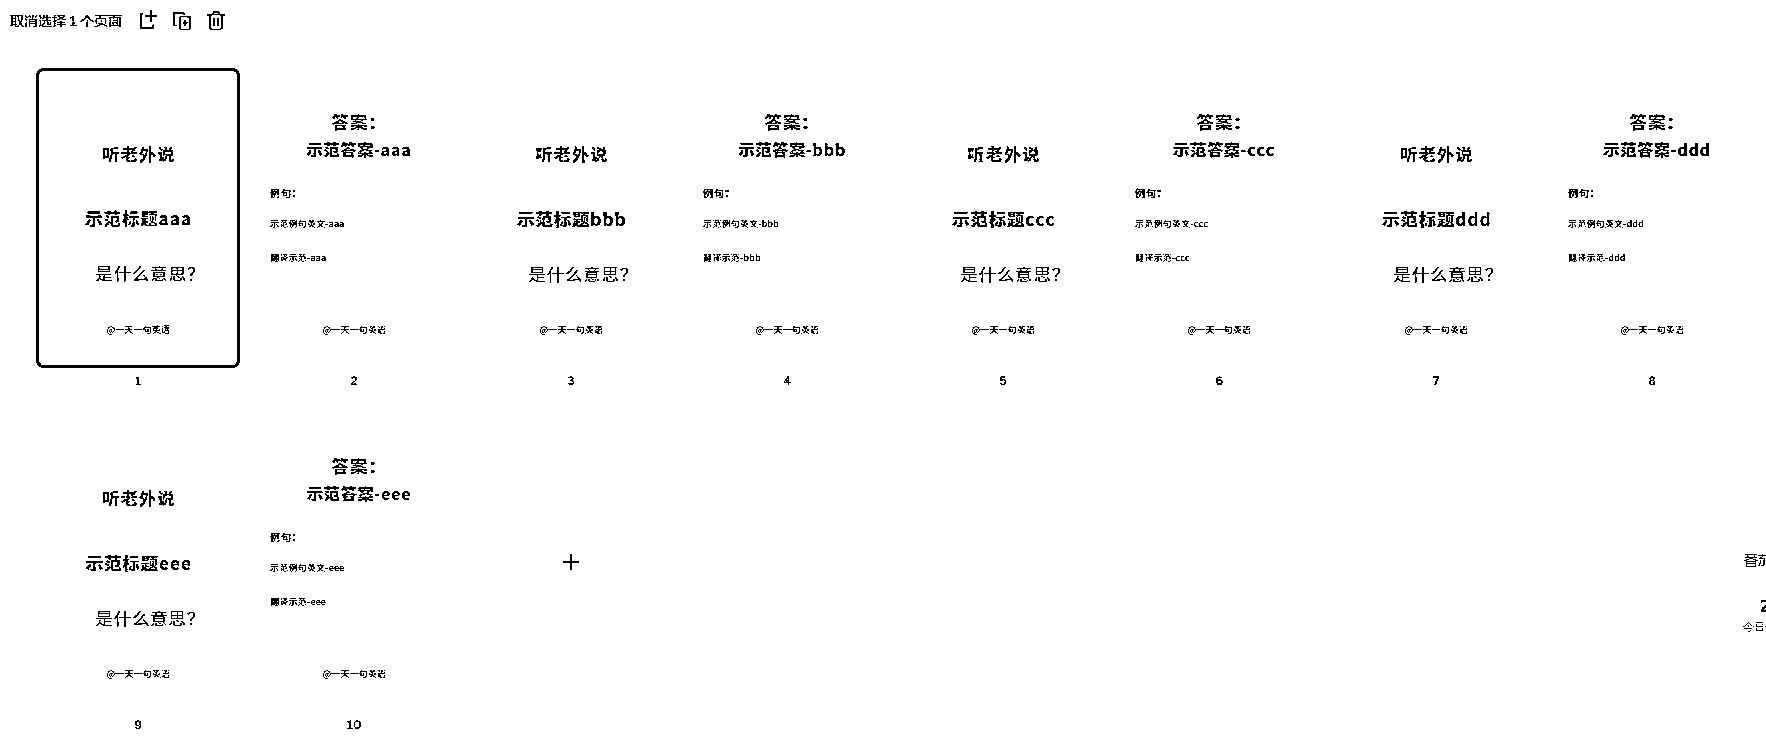 取消选择 1 个页面
听老外说
示范标题aaa
是什么意思？
@一天一句英语
1
答案：
示范答案-aaa
例句：
示范例句英文-aaa
翻译示范-aaa
@一天一句英语
2
听老外说
示范标题bbb
是什么意思？
@一天一句英语
3
答案：
示范答案-bbb
例句：
示范例句英文-bbb
翻译示范-bbb
@一天一句英语
4
听老外说
示范标题ccc
是什么意思？
@一天一句英语
5
答案：
示范答案-ccc
例句：
示范例句英文-ccc
翻译示范-ccc
@一天一句英语
6
听老外说
示范标题ddd
是什么意思？
@一天一句英语
7
答案：
示范答案-ddd
例句：
示范例句英文-ddd
翻译示范-ddd
@一天一句英语
8
听老外说
示范标题eee
是什么意思？
@一天一句英语
9
答案：
示范答案-eee
例句：
示范例句英文-eee
翻译示范-eee
@一天一句英语
10